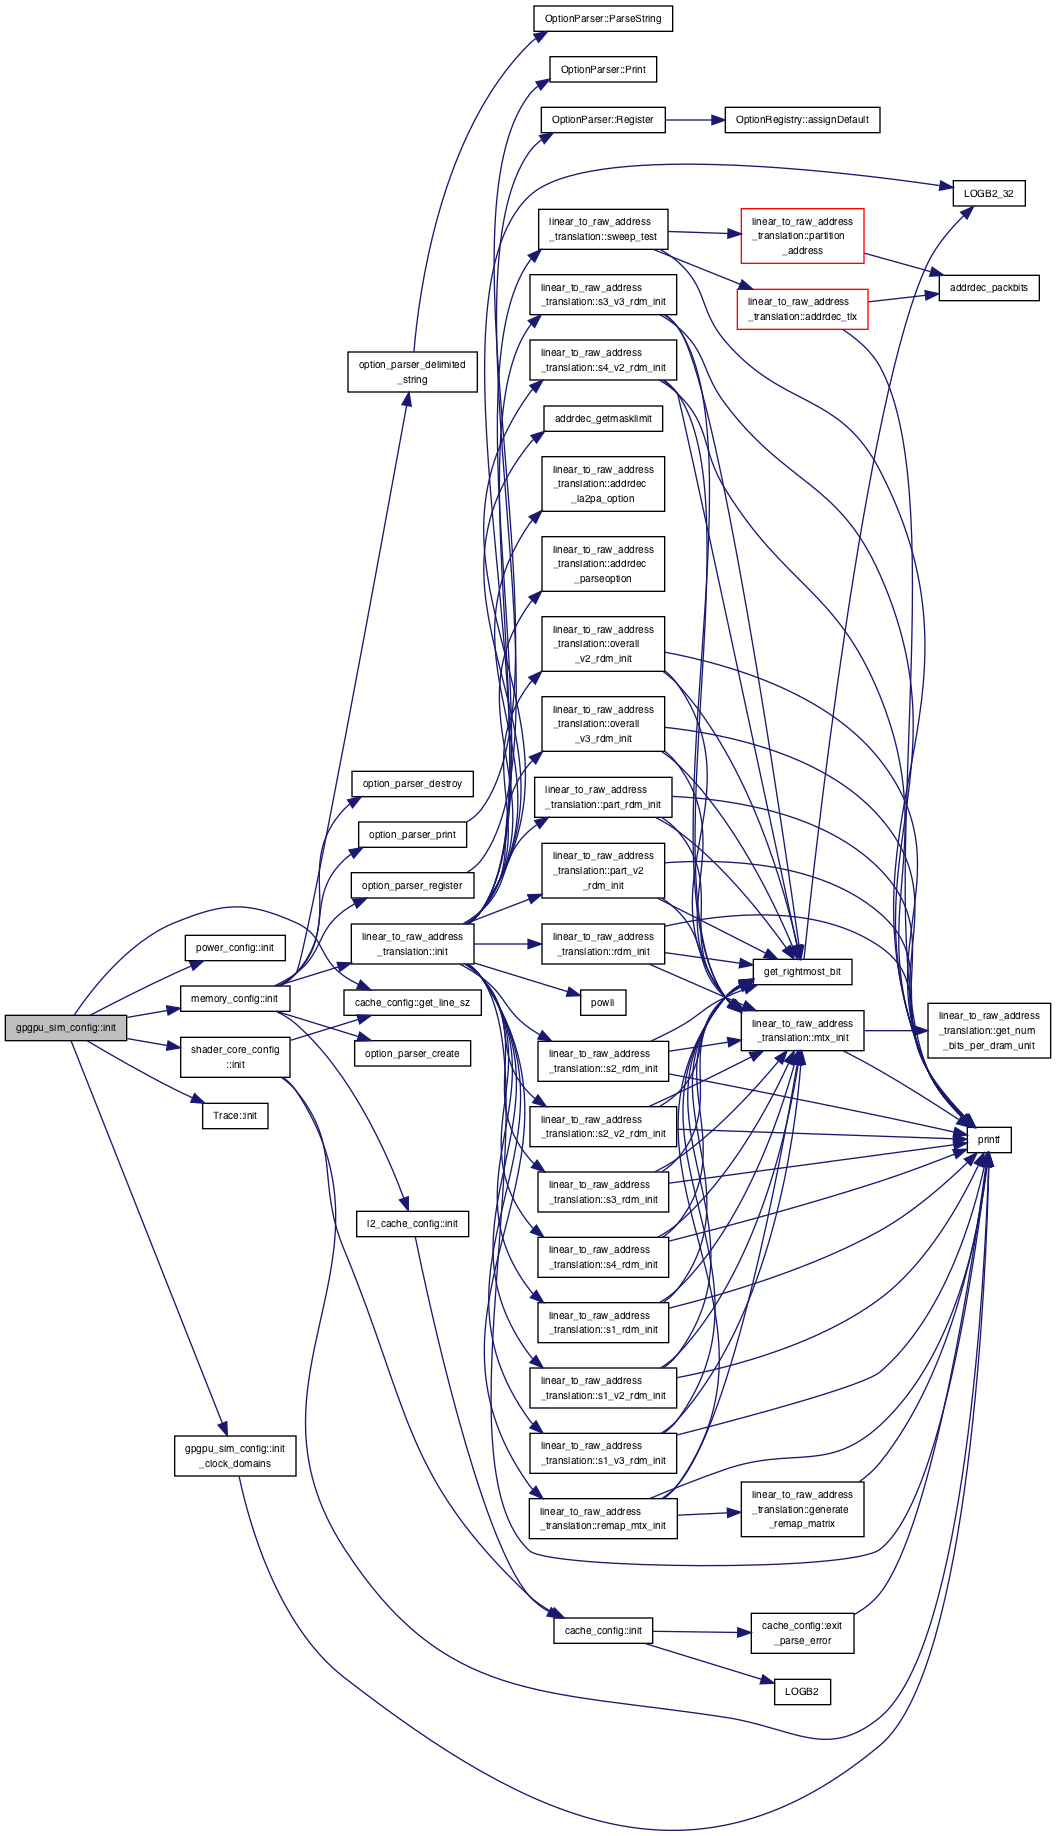 gpgpu_sim_config::init
power_config::init
memory_config::init
shader_core_config
::init
Trace::init
gpgpu_sim_config::init
_clock_domains
option_parser_delimited
_string
option_parser_destroy
option_parser_print
option_parser_register
linear_to_raw_address
_translation::init
cache_config::get_line_sz
option_parser_create
l2_cache_config::init
OptionParser::ParseString
OptionParser::Print
OptionParser::Register
linear_to_raw_address
_translation::sweep_test
linear_to_raw_address
_translation::s3_v3_rdm_init
linear_to_raw_address
_translation::s4_v2_rdm_init
addrdec_getmasklimit
linear_to_raw_address
_translation::addrdec
_la2pa_option
linear_to_raw_address
_translation::addrdec
_parseoption
linear_to_raw_address
_translation::overall
_v2_rdm_init
linear_to_raw_address
_translation::overall
_v3_rdm_init
linear_to_raw_address
_translation::part_rdm_init
linear_to_raw_address
_translation::part_v2
_rdm_init
linear_to_raw_address
_translation::rdm_init
powli
linear_to_raw_address
_translation::s2_rdm_init
linear_to_raw_address
_translation::s2_v2_rdm_init
linear_to_raw_address
_translation::s3_rdm_init
linear_to_raw_address
_translation::s4_rdm_init
linear_to_raw_address
_translation::s1_rdm_init
linear_to_raw_address
_translation::s1_v2_rdm_init
linear_to_raw_address
_translation::s1_v3_rdm_init
linear_to_raw_address
_translation::remap_mtx_init
cache_config::init
OptionRegistry::assignDefault
linear_to_raw_address
_translation::partition
_address
linear_to_raw_address
_translation::addrdec_tlx
get_rightmost_bit
linear_to_raw_address
_translation::mtx_init
linear_to_raw_address
_translation::generate
_remap_matrix
cache_config::exit
_parse_error
LOGB2
LOGB2_32
addrdec_packbits
linear_to_raw_address
_translation::get_num
_bits_per_dram_unit
printf